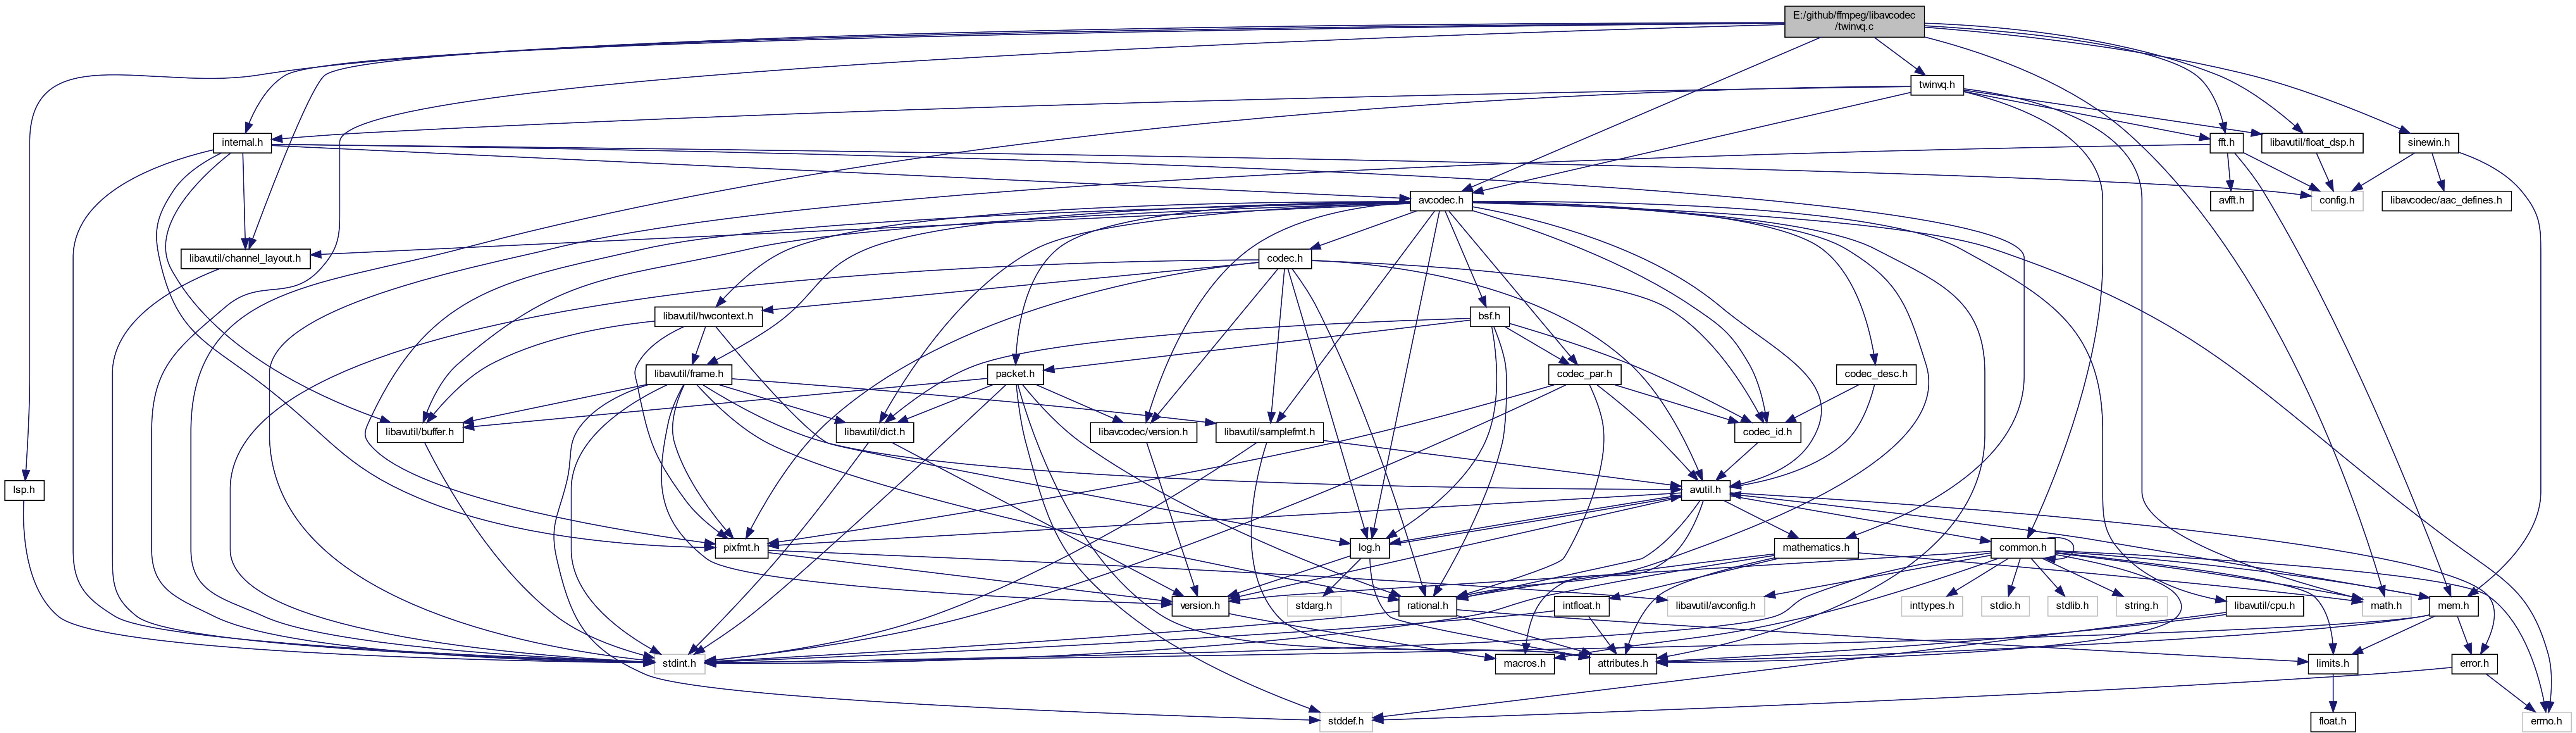 E:/github/ffmpeg/libavcodec
/twinvq.c
twinvq.h
internal.h
fft.h
libavutil/float_dsp.h
sinewin.h
avcodec.h
avfft.h
config.h
libavcodec/aac_defines.h
libavutil/channel_layout.h
codec.h
libavutil/hwcontext.h
bsf.h
libavutil/frame.h
packet.h
codec_par.h
codec_desc.h
libavutil/buffer.h
libavutil/dict.h
libavcodec/version.h
libavutil/samplefmt.h
codec_id.h
lsp.h
avutil.h
pixfmt.h
log.h
mathematics.h
common.h
version.h
stdarg.h
rational.h
intfloat.h
libavutil/avconfig.h
inttypes.h
stdio.h
stdlib.h
string.h
libavutil/cpu.h
math.h
mem.h
stdint.h
macros.h
attributes.h
limits.h
error.h
stddef.h
float.h
errno.h